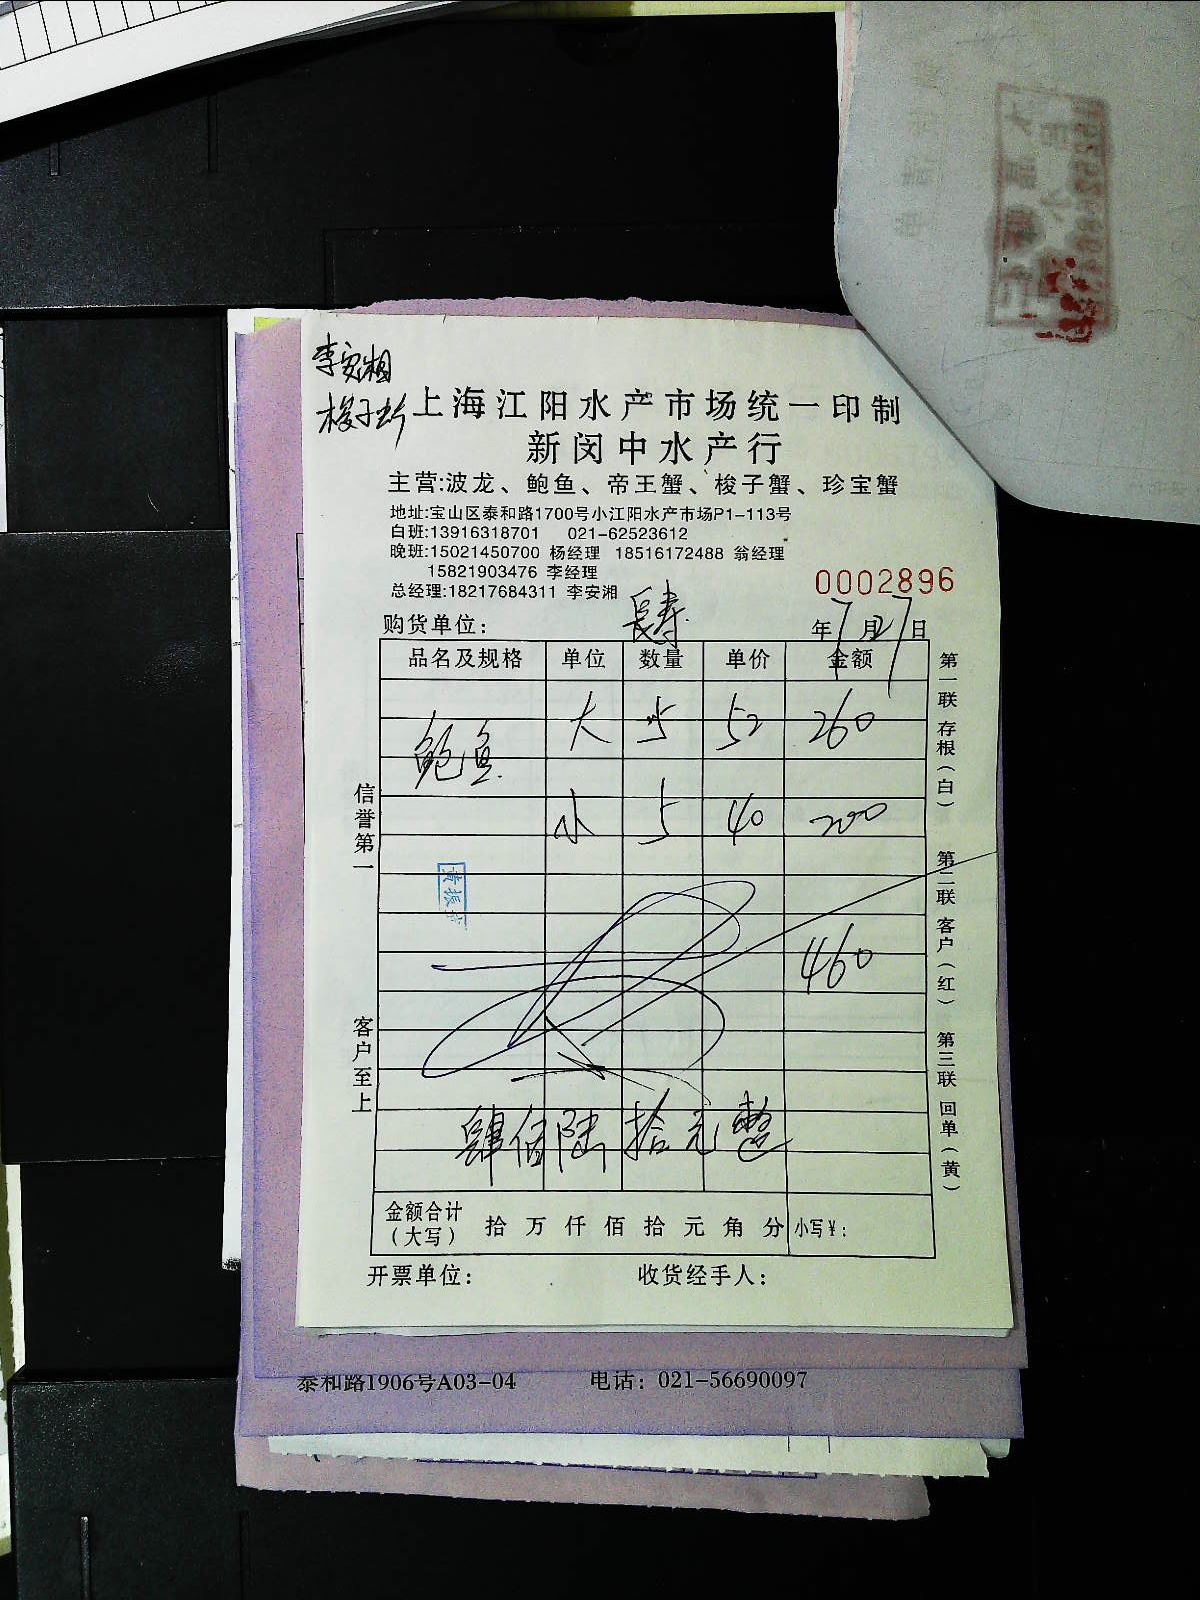 李安湘
梭子蟹
上海江阳水产市场统一印制
新闵中水产行
主营:波龙、鲍鱼、帝王蟹、梭子蟹、珍宝蟹
地址:宝山区泰和路1700号小江阳水产市场P1-113号
白班:13916318701 021-62523612
晚班:15021450700 杨经理 18516172488 翁经理
15821903476 李经理
总经理:18217684311 李安湘
0002896
购货单位: 長寿 年7月27日
品名及规格 单位 数量 单价 金额
鲍鱼 大 5 52 260
小 5 40 200
460
肆佰陆拾元整
金额合计(大写) 拾万仟佰拾元角分 小写¥:
开票单位: 收货经手人:
信誉第一 客户至上
第一联 存根(白) 第二联 客户(红) 第三联 回单(黄)
泰和路1906号A03-04 电话: 021-56690097